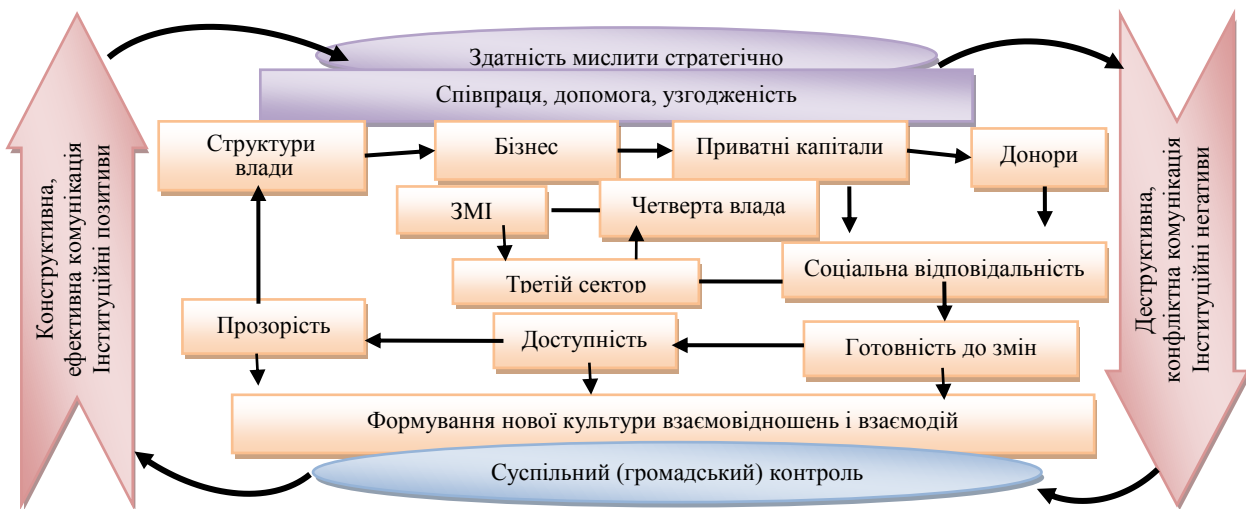 Здатність мислити стратегічно
Співпраця, допомога, узгодженість
Структури
влади
Бізнес
Приватні капітали
Донори
ЗМІ
Четверта влада
Третій сектор
Соціальна відповідальність
Прозорість
Доступність
Готовність до змін
Формування нової культури взаємовідношень і взаємодій
Суспільний (громадський) контроль
Конструктивна,
ефективна комунікація
Інституційні позитиви
Деструктивна,
конфліктна комунікація
Інституційні негативи